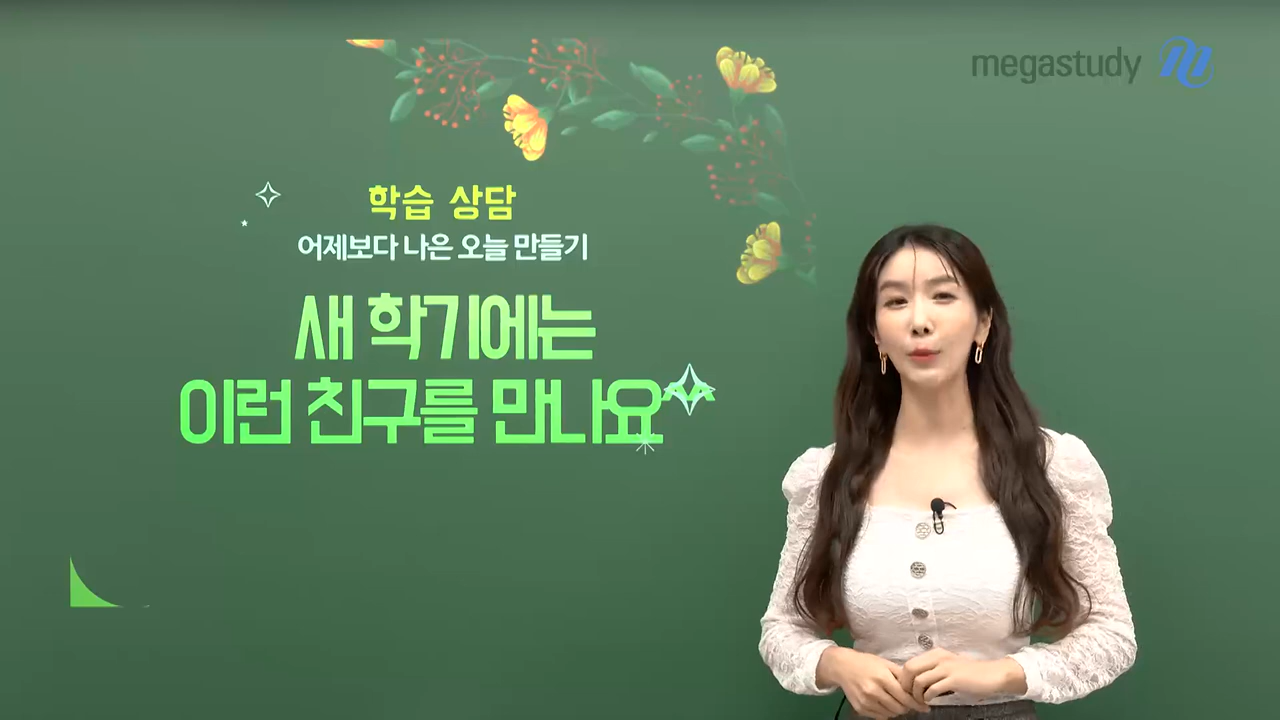 megastudy
학습 상담
어제보다 나은 오늘 만들기
새 학기에는
이런 친구를 만나요^^